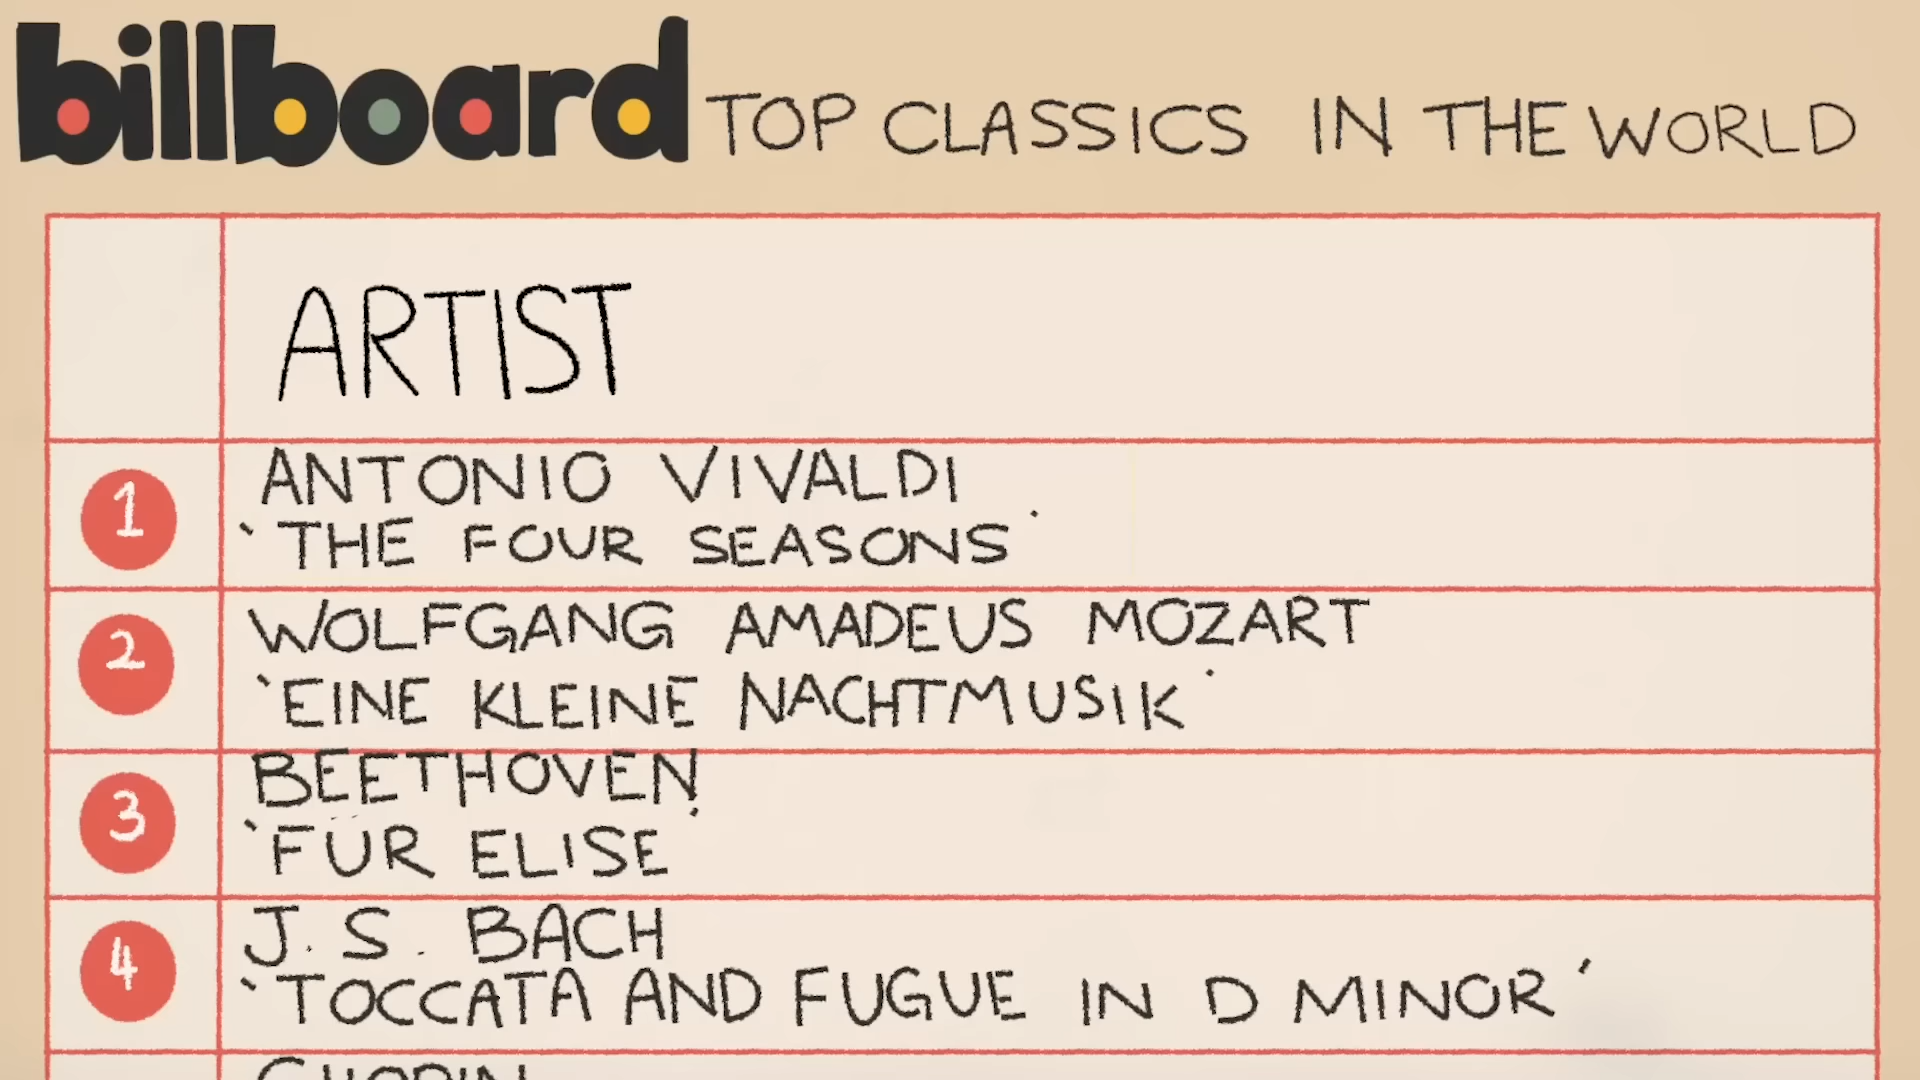 billboard TOP CLASSICS IN THE WORLD
ARTIST
1
ANTONIO VIVALDI
`THE FOUR SEASONS'
2
WOLFGANG AMADEUS MOZART
`EINE KLEINE NACHTMUSIK'
3
BEETHOVEN
`FÜR ELISE'
4
J. S. BACH
`TOCCATA AND FUGUE IN D MINOR'
CHOPIN